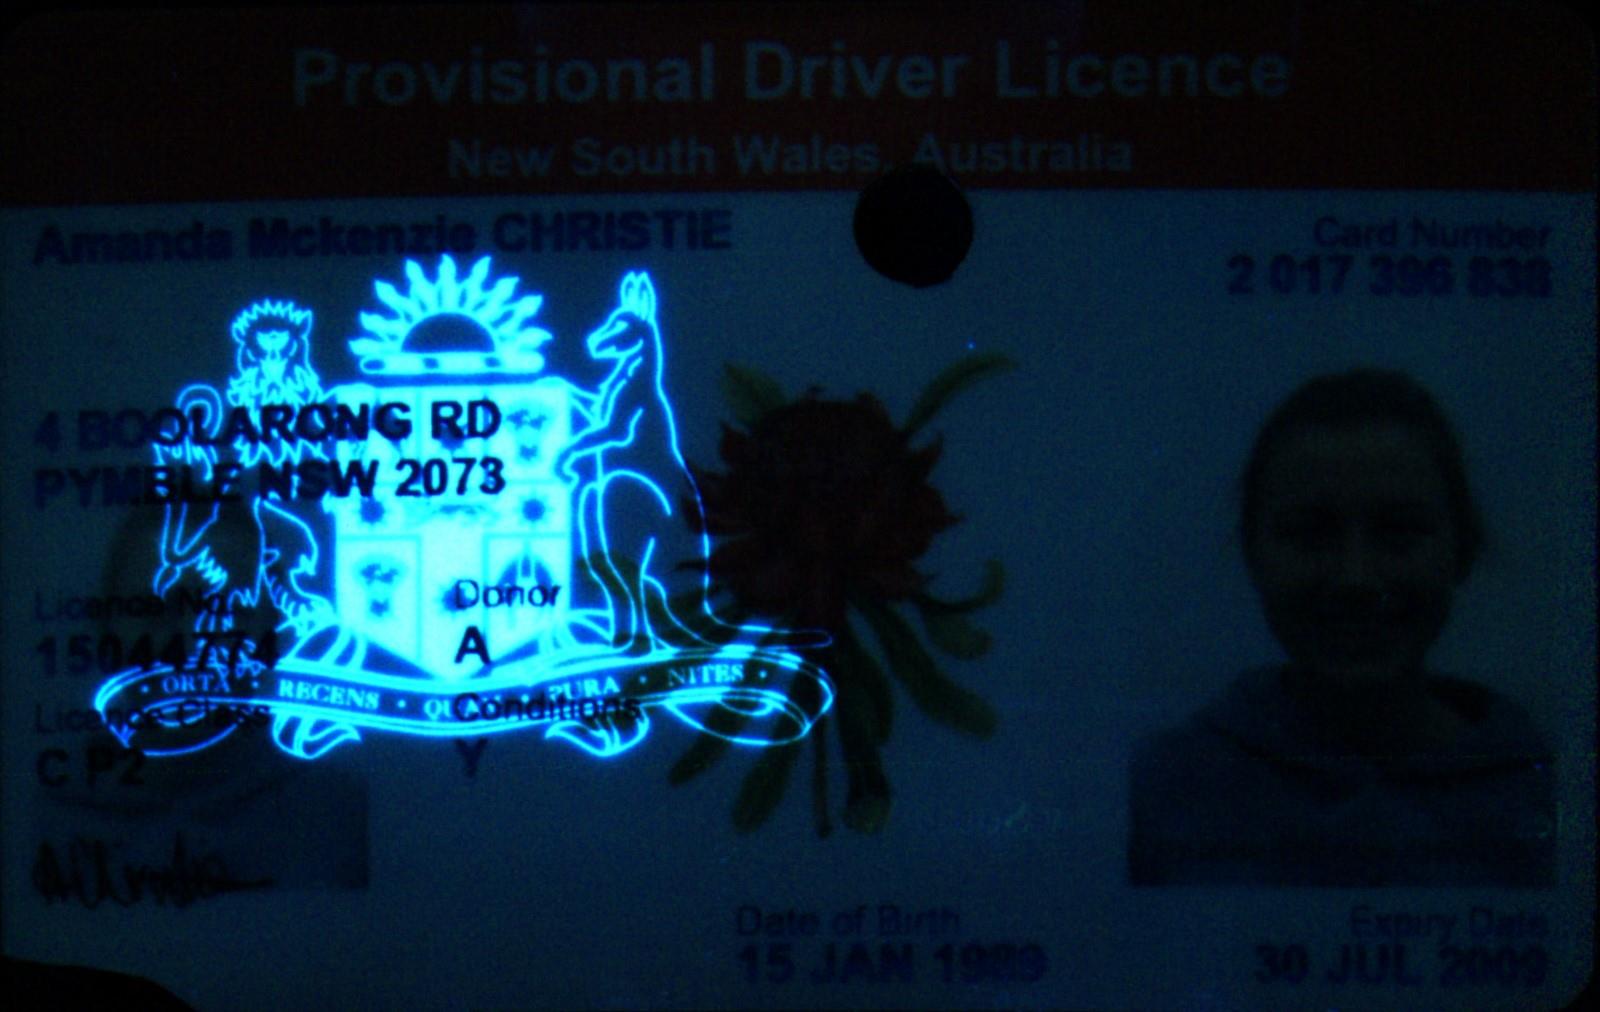 Provisional Driver Licence
New South Wales, Australia
Amanda Mckenzie CHRISTIE
Card Number
2 017 396 838
4 BOOLARONG RD
PYMBLE NSW 2073
Licence No.
15044774
Donor
A
ORTA · RECENS · QUAM · PURA · NITES
Licence Class
C P2
Conditions
Y
AChristie
Date of Birth
15 JAN 1989
Expiry Date
30 JUL 2009